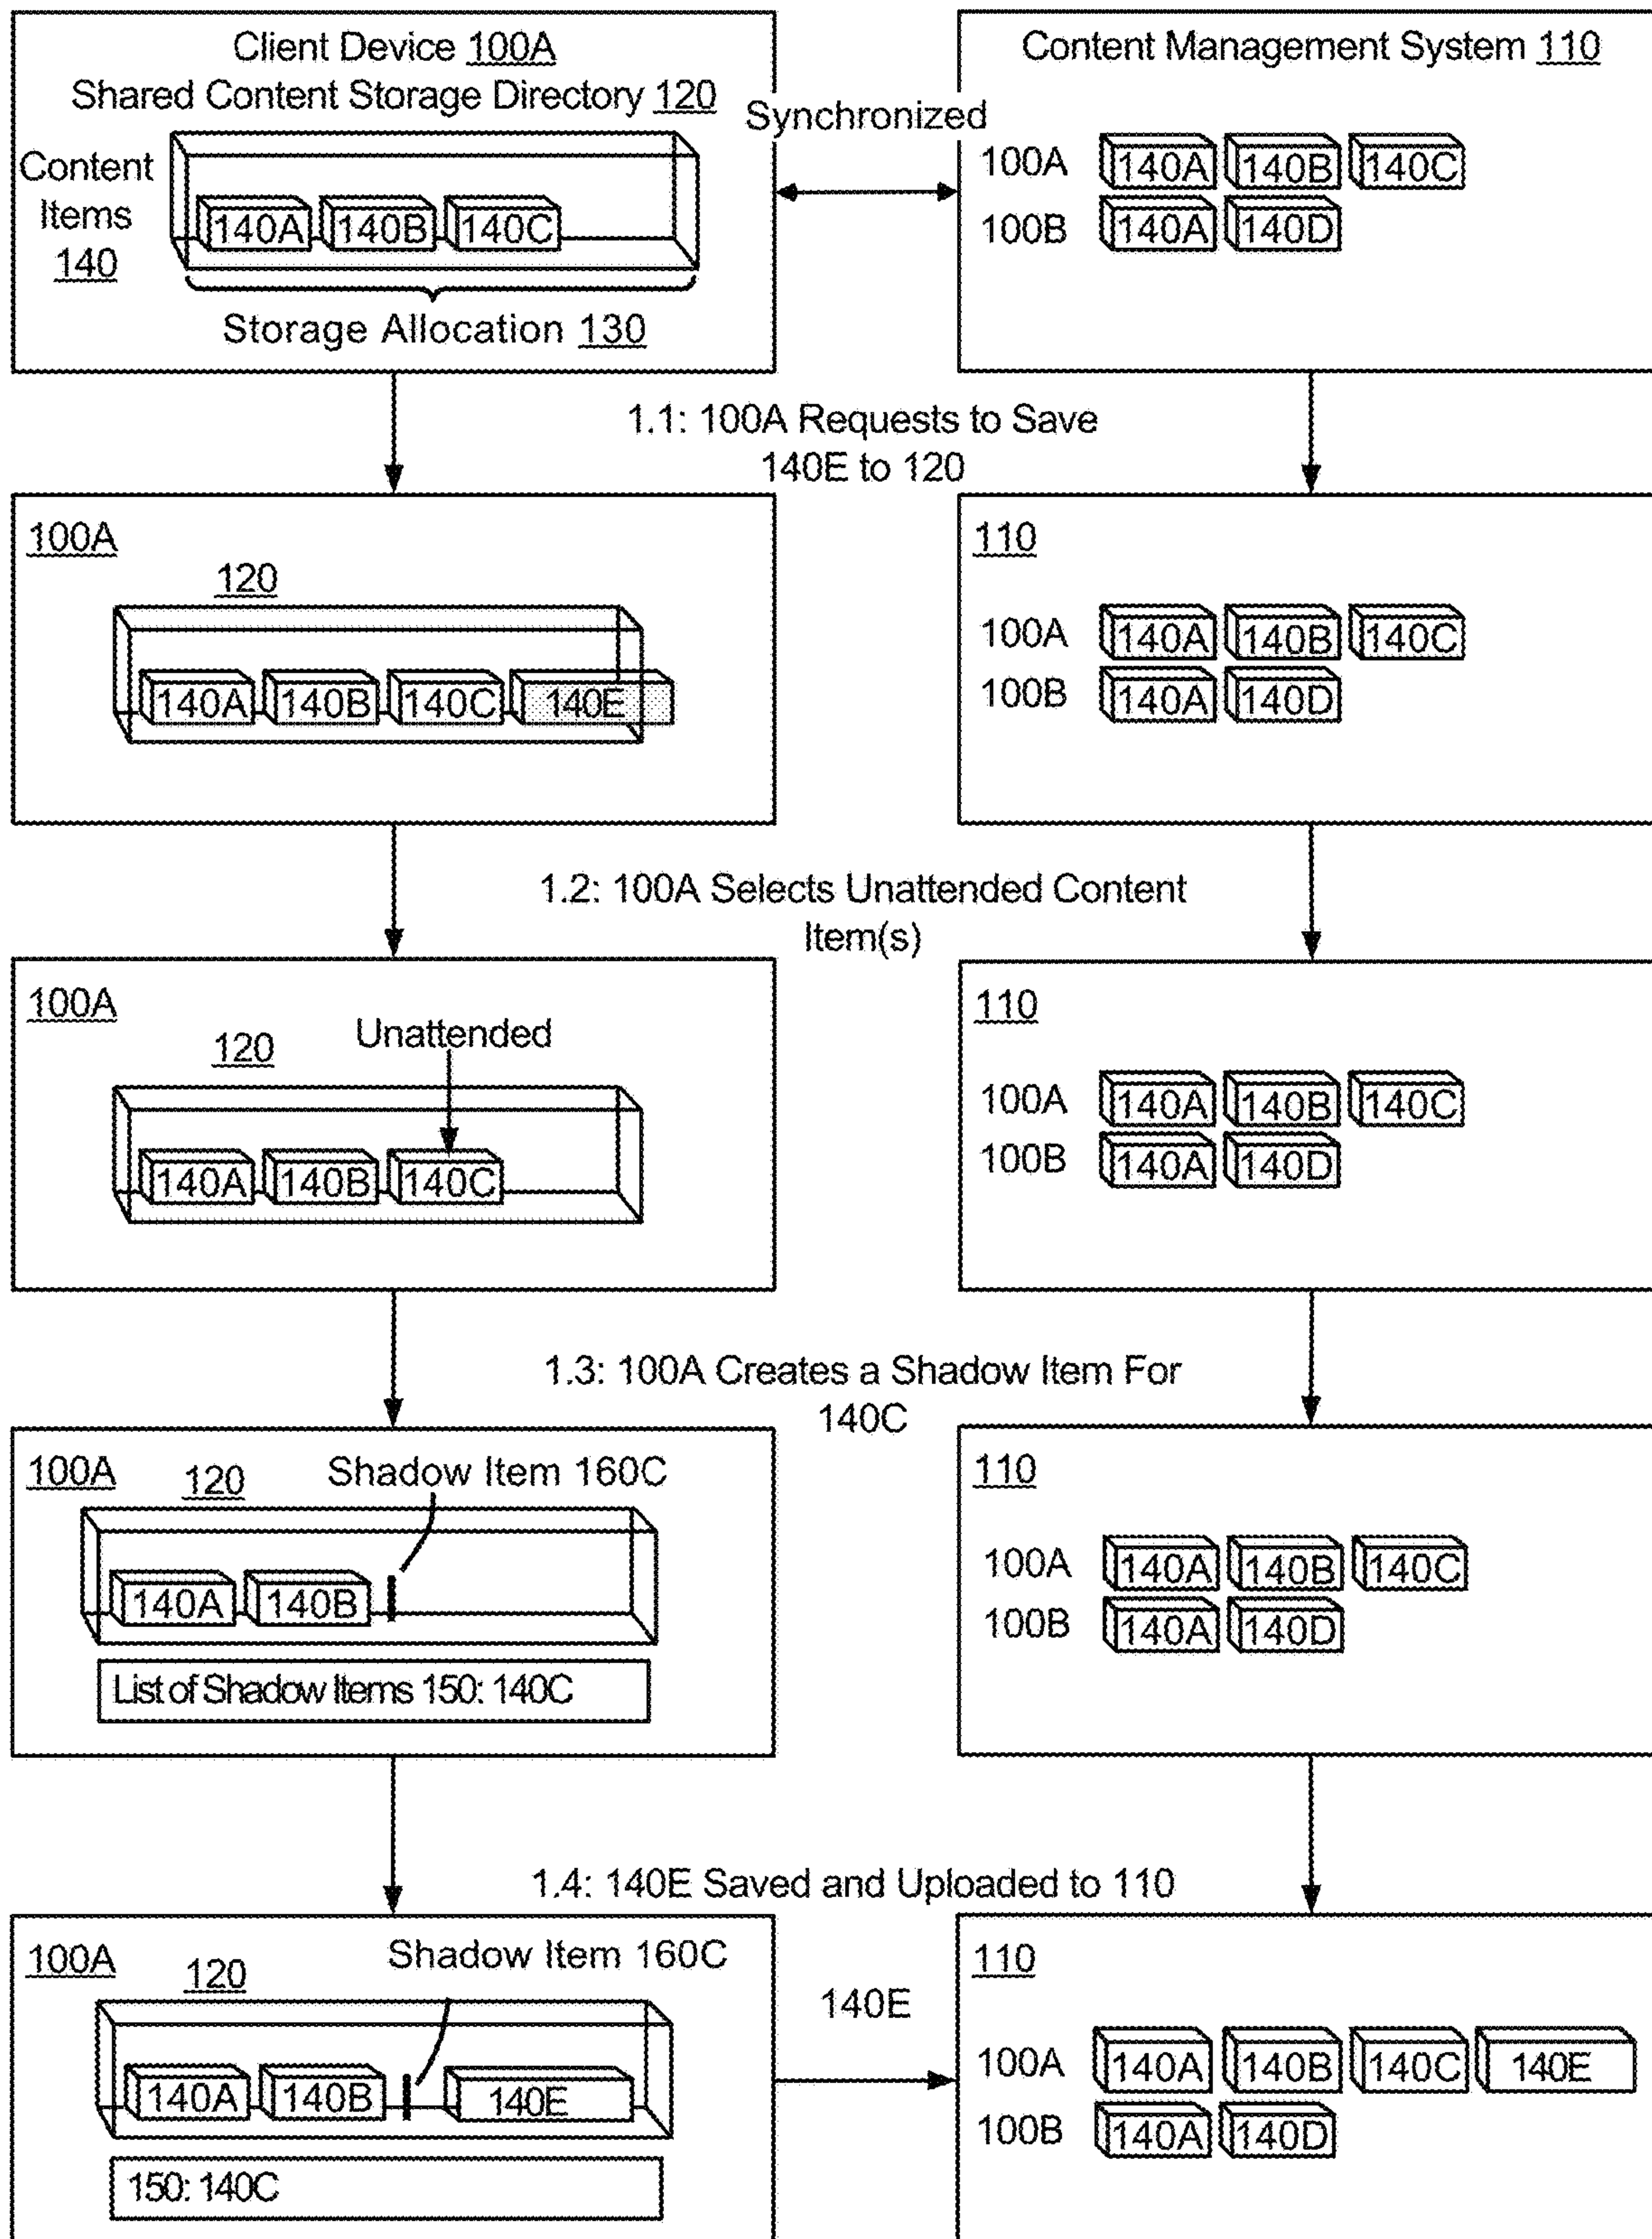 Client Device 100A
Shared Content Storage Directory 120
Content
Items
140
140A 140B 140C
Storage Allocation 130
Synchronized
Content Management System 110
100A 140A 140B 140C
100B 140A 140D
1.1: 100A Requests to Save
140E to 120
100A
120
140A 140B 140C 140E
110
100A 140A 140B 140C
100B 140A 140D
1.2: 100A Selects Unattended Content
Item(s)
100A
120
Unattended
140A 140B 140C
110
100A 140A 140B 140C
100B 140A 140D
1.3: 100A Creates a Shadow Item For
140C
100A
120
Shadow Item 160C
140A 140B
List of Shadow Items 150: 140C
110
100A 140A 140B 140C
100B 140A 140D
1.4: 140E Saved and Uploaded to 110
100A
120
Shadow Item 160C
140A 140B 140E
150: 140C
140E
110
100A 140A 140B 140C 140E
100B 140A 140D